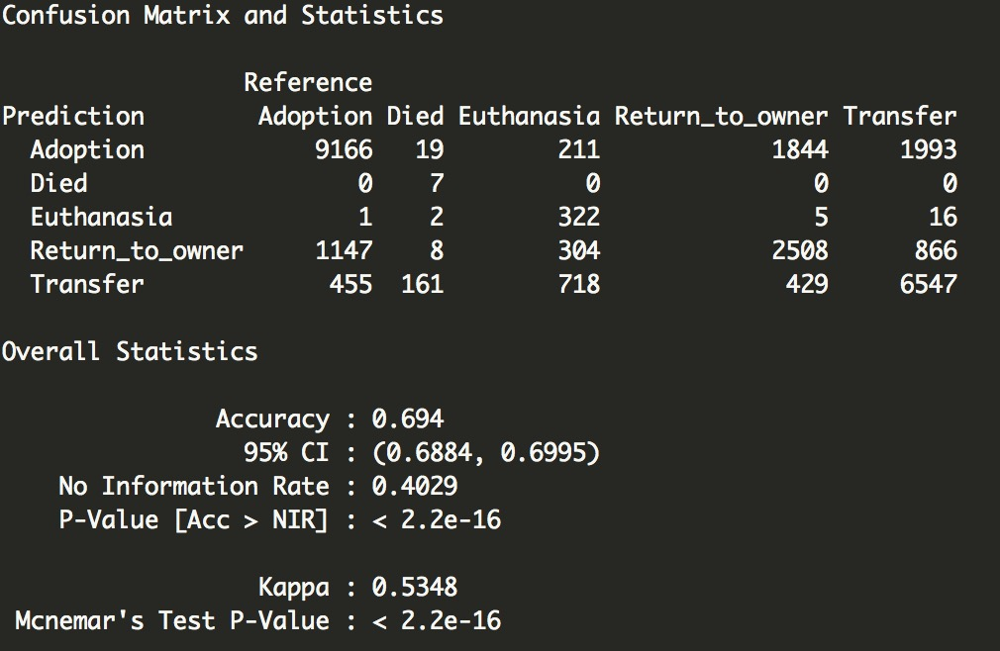 Confusion Matrix and Statistics
Reference
Prediction Adoption Died Euthanasia Return_to_owner Transfer
Adoption 9166 19 211 1844 1993
Died 0 7 0 0 0
Euthanasia 1 2 322 5 16
Return_to_owner 1147 8 304 2508 866
Transfer 455 161 718 429 6547
Overall Statistics
Accuracy : 0.694
95% CI : (0.6884, 0.6995)
No Information Rate : 0.4029
P-Value [Acc > NIR] : < 2.2e-16
Kappa : 0.5348
Mcnemar's Test P-Value : < 2.2e-16